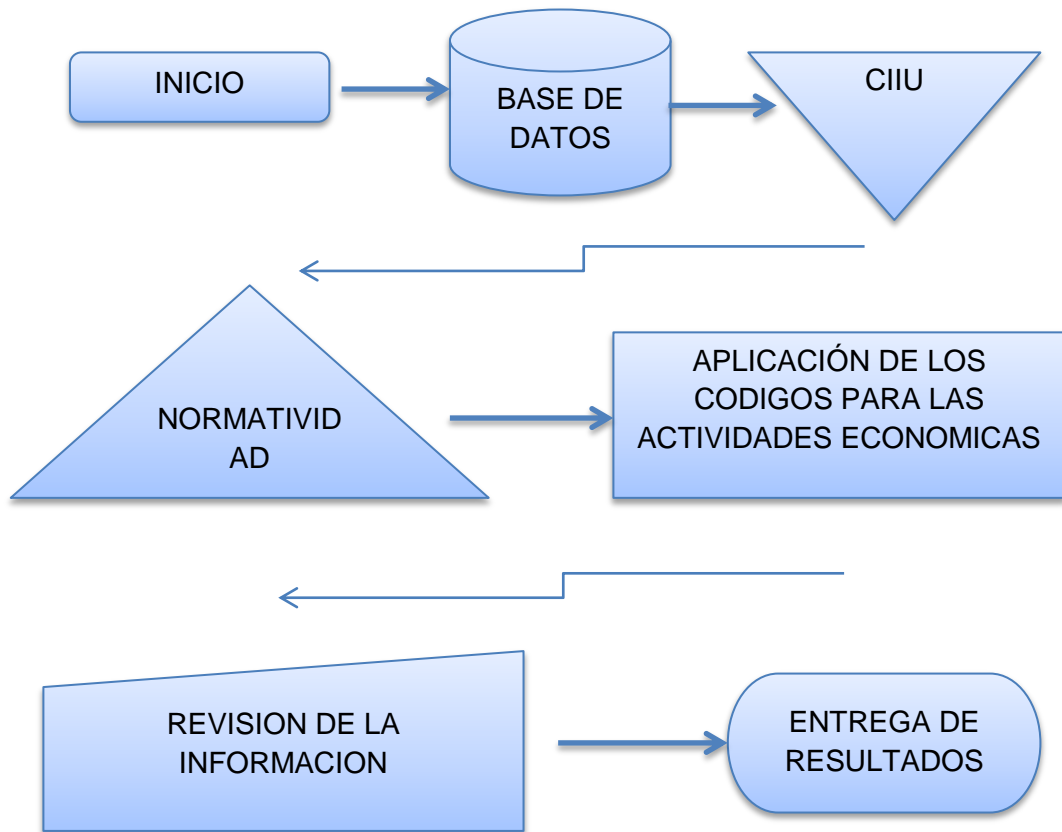 INICIO
BASE DE
DATOS
CIIU
NORMATIVID
AD
APLICACIÓN DE LOS
CODIGOS PARA LAS
ACTIVIDADES ECONOMICAS
REVISION DE LA
INFORMACION
ENTREGA DE
RESULTADOS